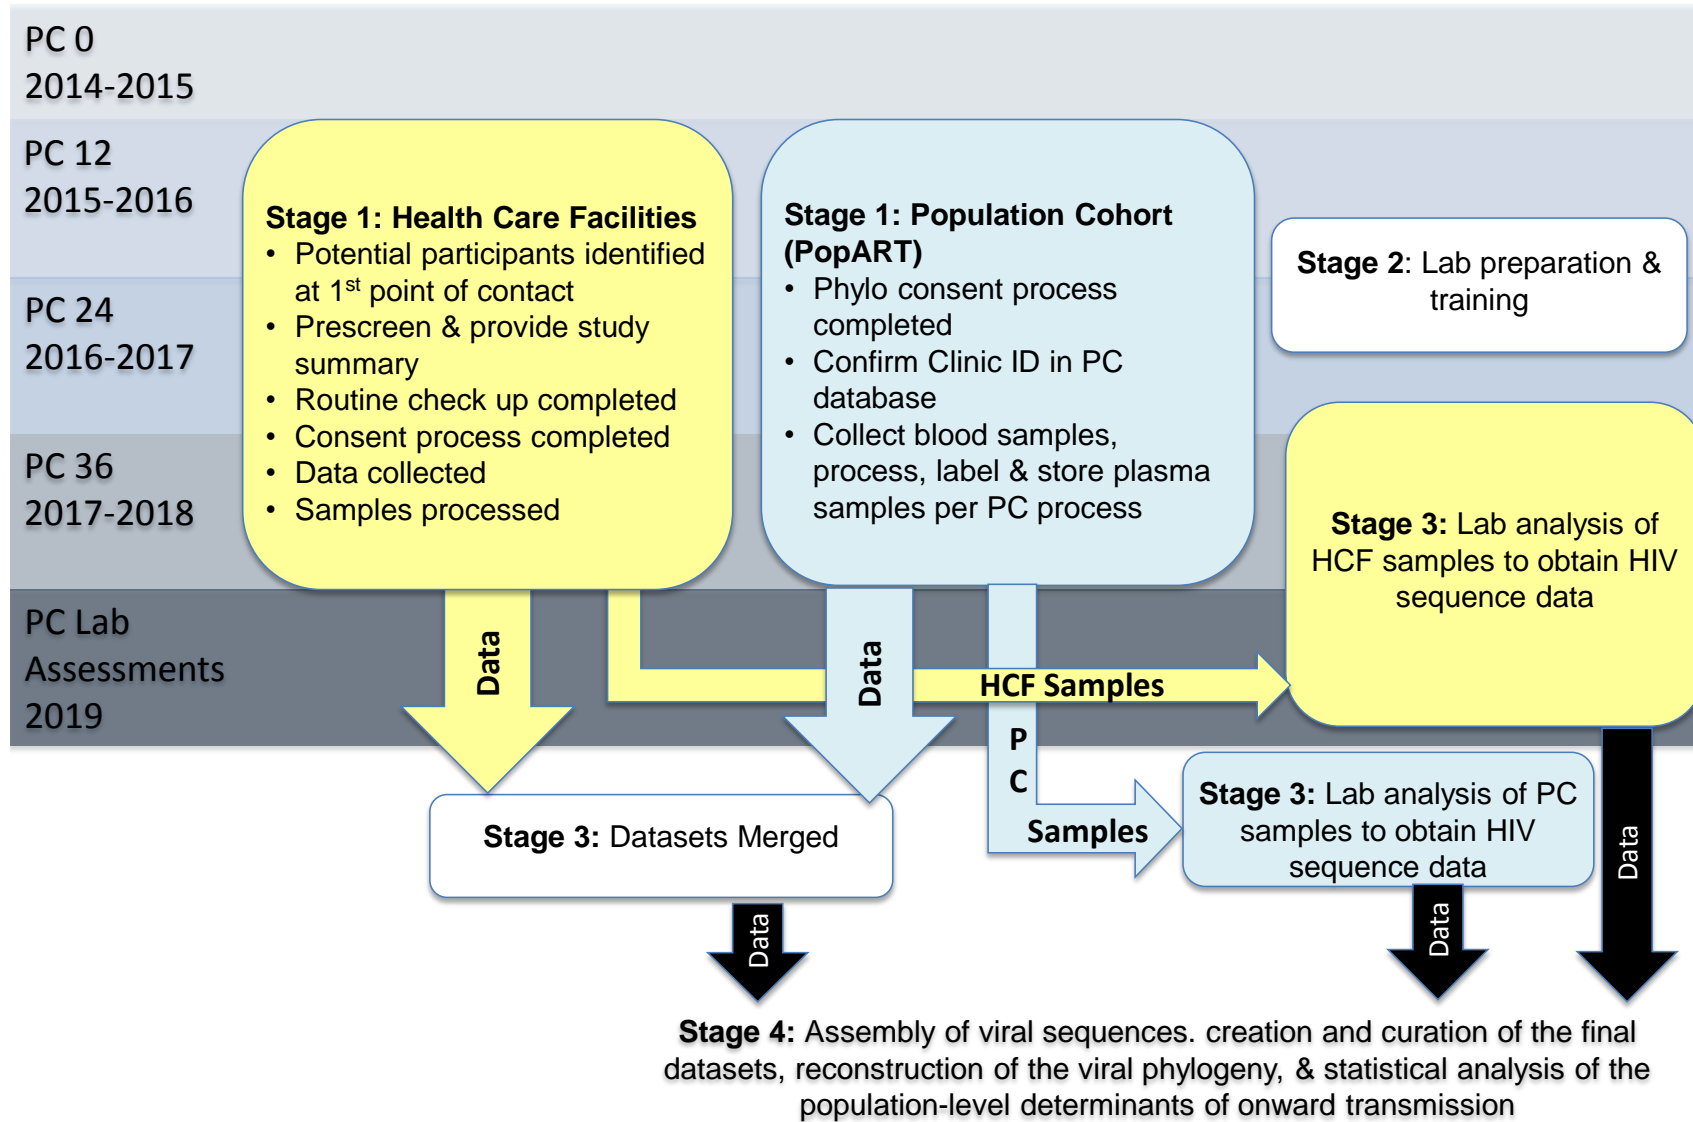 PC 0
2014-2015
PC 12
2015-2016
PC 24
2016-2017
PC 36
2017-2018
PC Lab
Assessments
2019
Stage 1: Health Care Facilities
• Potential participants identified
at 1st point of contact
• Prescreen & provide study
summary
• Routine check up completed
• Consent process completed
• Data collected
• Samples processed
Stage 1: Population Cohort
(PopART)
• Phylo consent process
completed
• Confirm Clinic ID in PC
database
• Collect blood samples,
process, label & store plasma
samples per PC process
Stage 2: Lab preparation &
training
Stage 3: Lab analysis of
HCF samples to obtain HIV
sequence data
Data
Data
HCF Samples
P
C
Samples
Stage 3: Datasets Merged
Stage 3: Lab analysis of PC
samples to obtain HIV
sequence data
Data
Data
Data
Stage 4: Assembly of viral sequences. creation and curation of the final
datasets, reconstruction of the viral phylogeny, & statistical analysis of the
population-level determinants of onward transmission